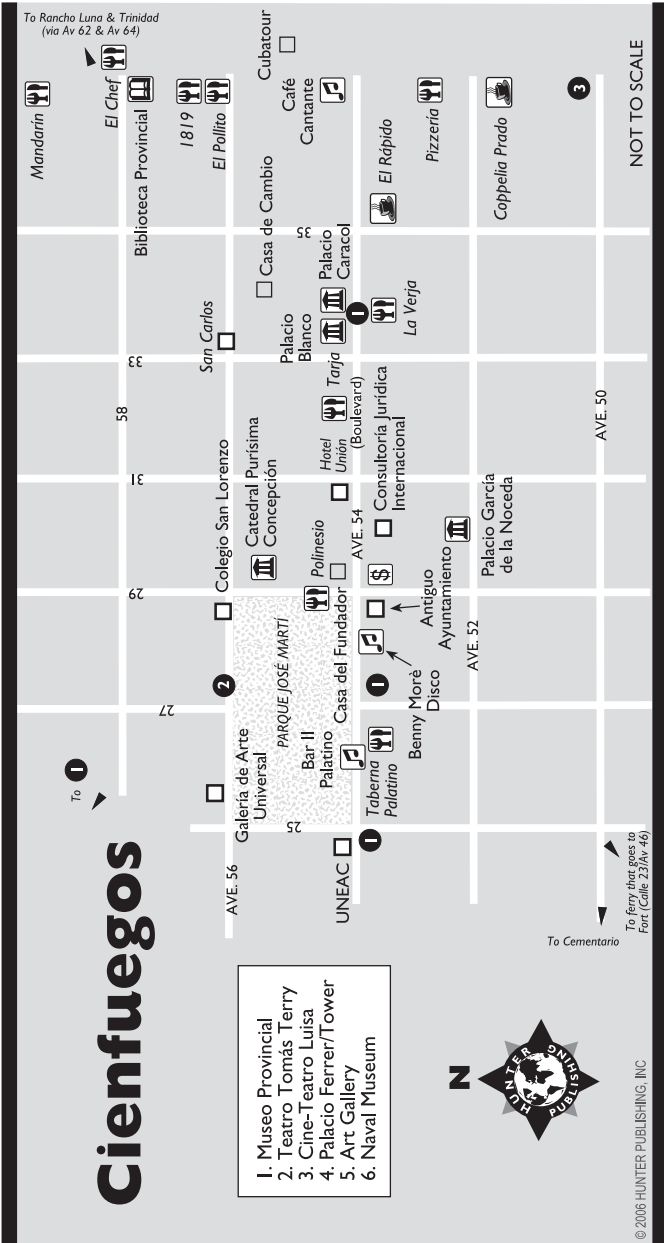 Cienfuegos
1. Museo Provincial
2. Teatro Tomás Terry
3. Cine-Teatro Luisa
4. Palacio Ferrer/Tower
5. Art Gallery
6. Naval Museum
N
HUNTER
PUBLISHING
© 2006 HUNTER PUBLISHING, INC
To 1
58
27
29
31
33
35
25
To Rancho Luna & Trinidad
(via Av 62 & Av 64)
Mandarín
El Chef
Biblioteca Provincial
1819
El Pollito
Cubatour
Café
Cantante
El Rápido
Pizzería
Coppelia Prado
3
NOT TO SCALE
San Carlos
Casa de Cambio
Palacio
Caracol
Palacio
Blanco
1
La Verja
Tarja
(Boulevard)
Hotel
Unión
Consultoría Jurídica
Internacional
Colegio San Lorenzo
Catedral Purísima
Concepción
Polinesio
AVE. 54
$
Palacio García
de la Noceda
AVE. 50
2
PARQUE JOSÉ MARTÍ
Casa del Fundador
Antiguo
Ayuntamiento
AVE. 52
1
Benny Morè
Disco
Galería de Arte
Universal
Bar II
Palatino
Taberna
Palatino
AVE. 56
UNEAC
1
To Cementario
To ferry that goes to
Fort (Calle 23/Av 46)